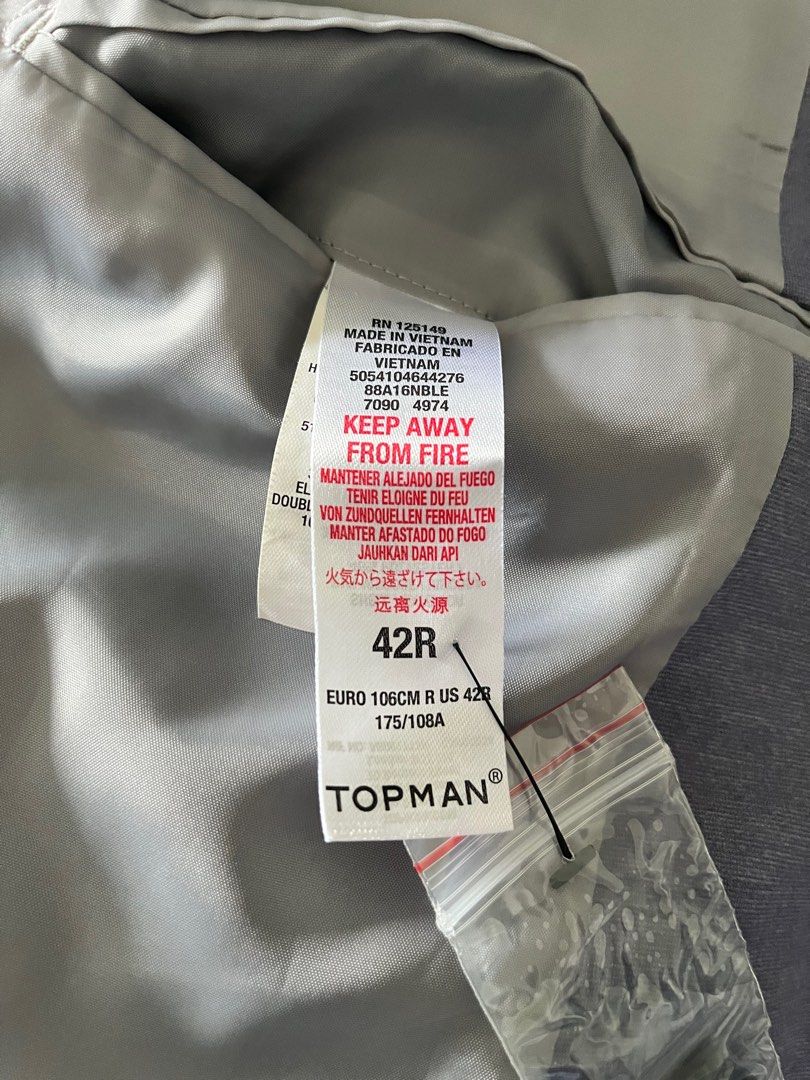 RN 125149
MADE IN VIETNAM
FABRICADO EN
VIETNAM
5054104644276
88A16NBLE
7090 4974
KEEP AWAY
FROM FIRE
MANTENER ALEJADO DEL FUEGO
TENIR ELOIGNE DU FEU
VON ZUNDQUELLEN FERNHALTEN
MANTER AFASTADO DO FOGO
JAUHKAN DARI API
火気から遠ざけて下さい。
远离火源
42R
EURO 106CM R US 42R
175/108A
TOPMAN®